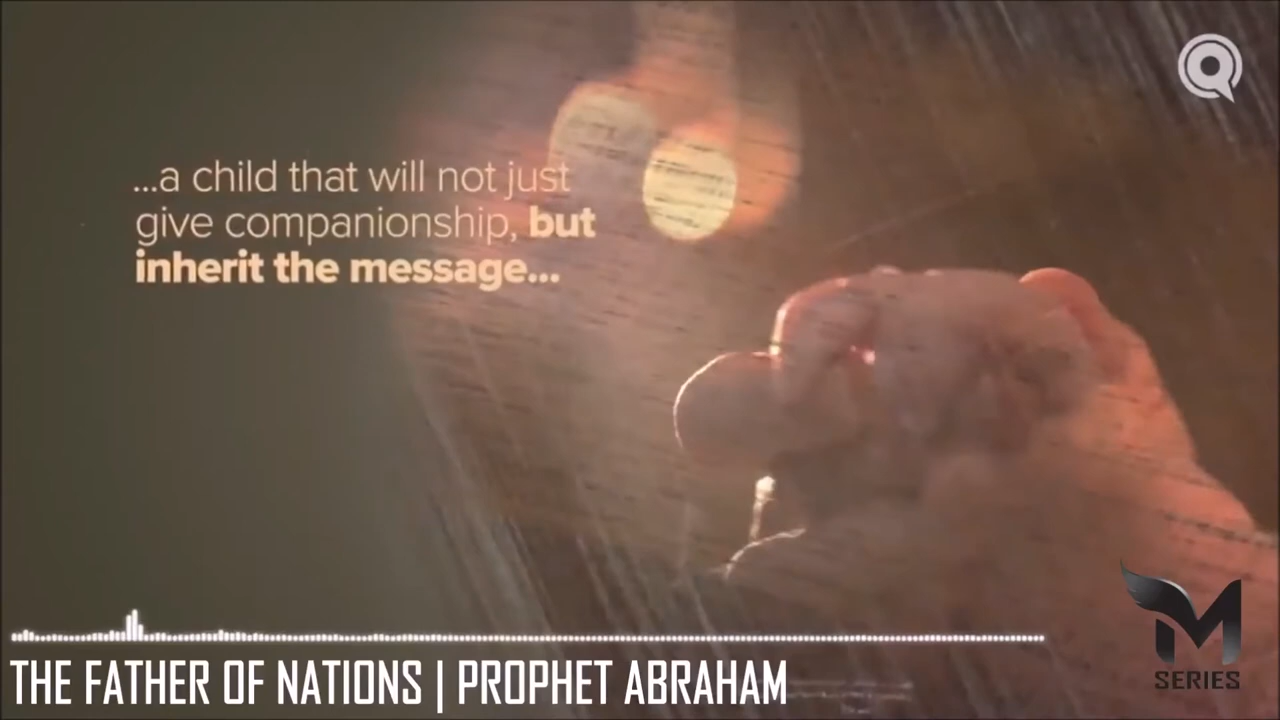 ...a child that will not just
give companionship, but
inherit the message...
THE FATHER OF NATIONS | PROPHET ABRAHAM
M
SERIES